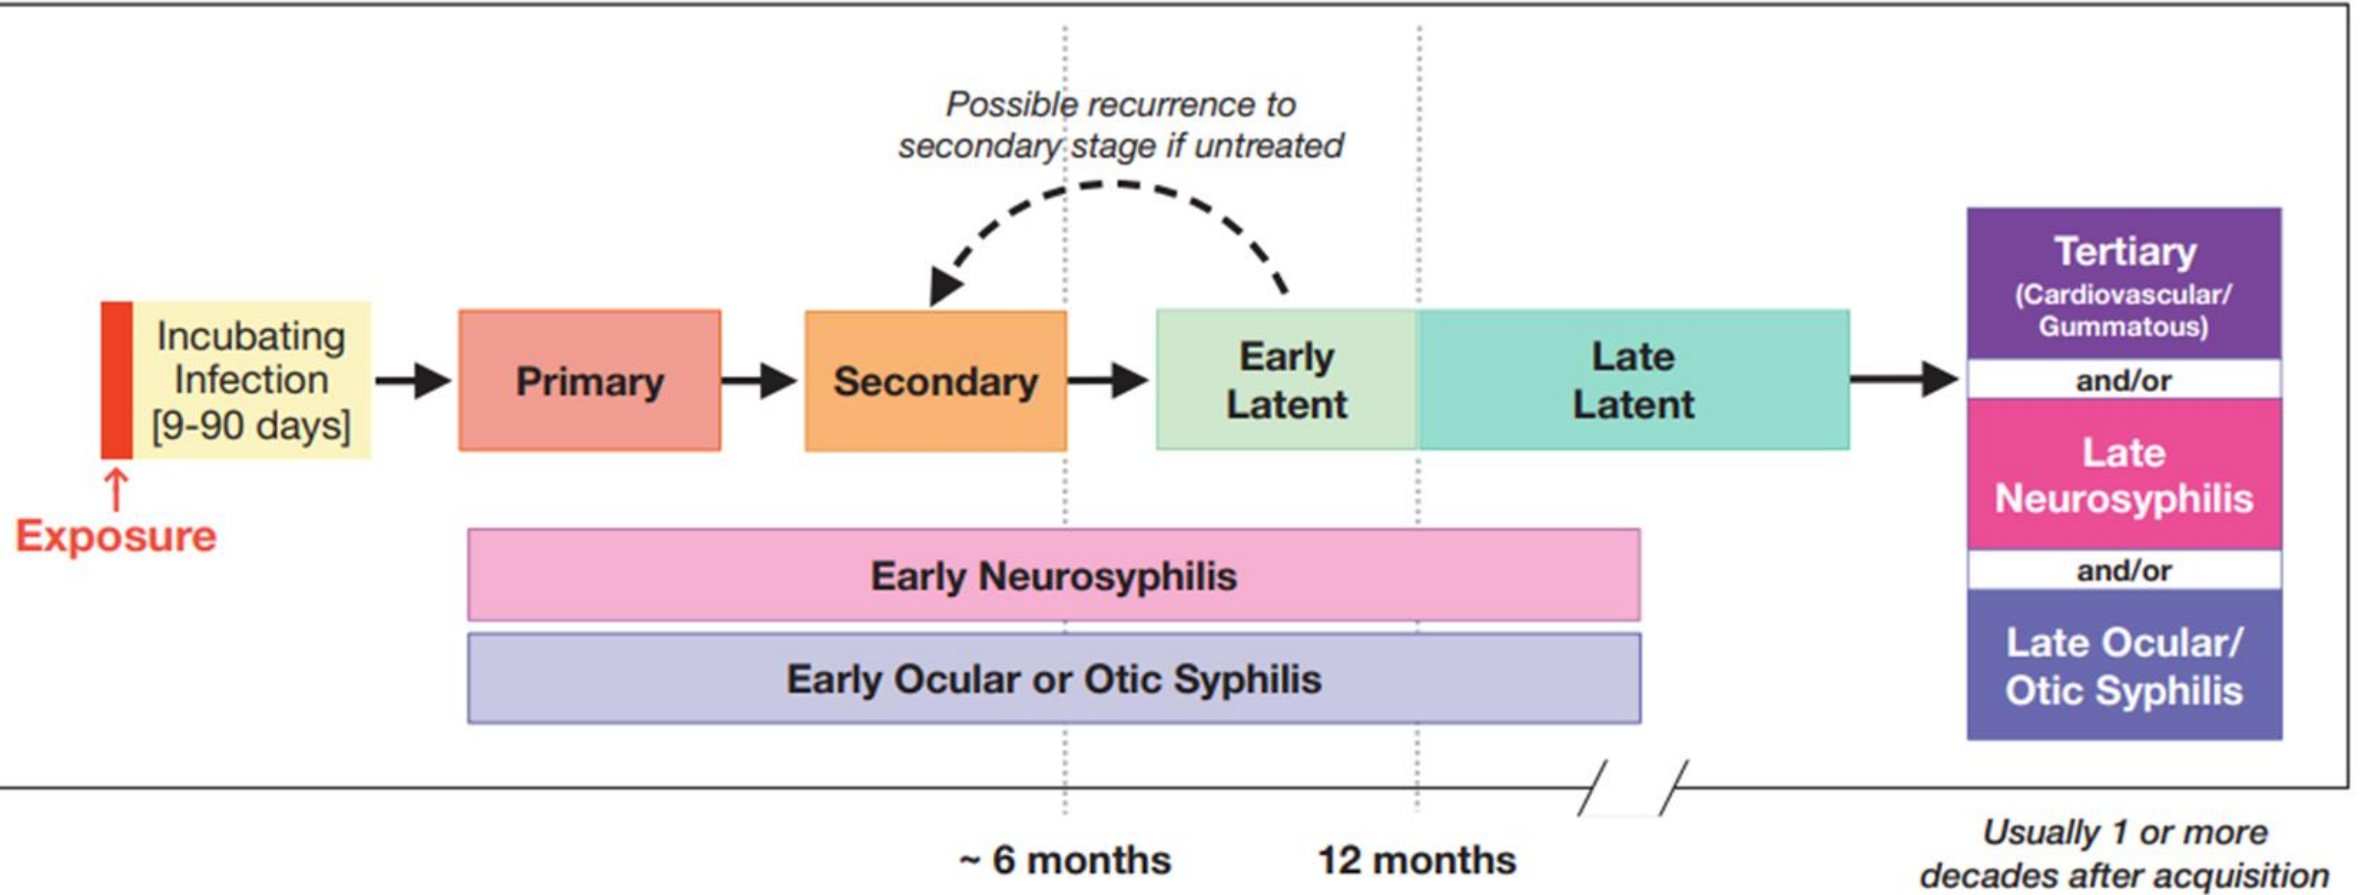 Possible recurrence to
secondary stage if untreated
Incubating
Infection
[9-90 days]
Exposure
Primary
Secondary
Early
Latent
Late
Latent
Tertiary
(Cardiovascular/
Gummatous)
and/or
Late
Neurosyphilis
and/or
Late Ocular/
Otic Syphilis
Early Neurosyphilis
Early Ocular or Otic Syphilis
~ 6 months
12 months
Usually 1 or more
decades after acquisition